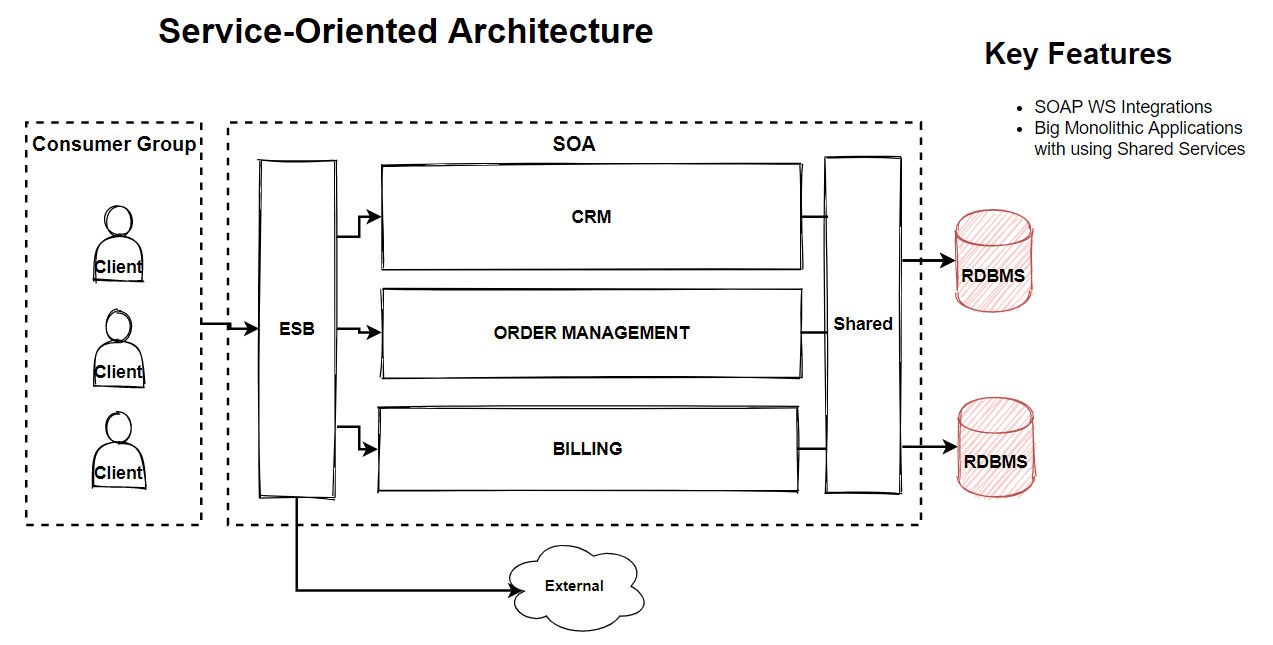 Service-Oriented Architecture
Key Features
SOAP WS Integrations
Big Monolithic Applications
with using Shared Services
Consumer Group
SOA
Client
Client
Client
ESB
CRM
ORDER MANAGEMENT
BILLING
Shared
RDBMS
RDBMS
External